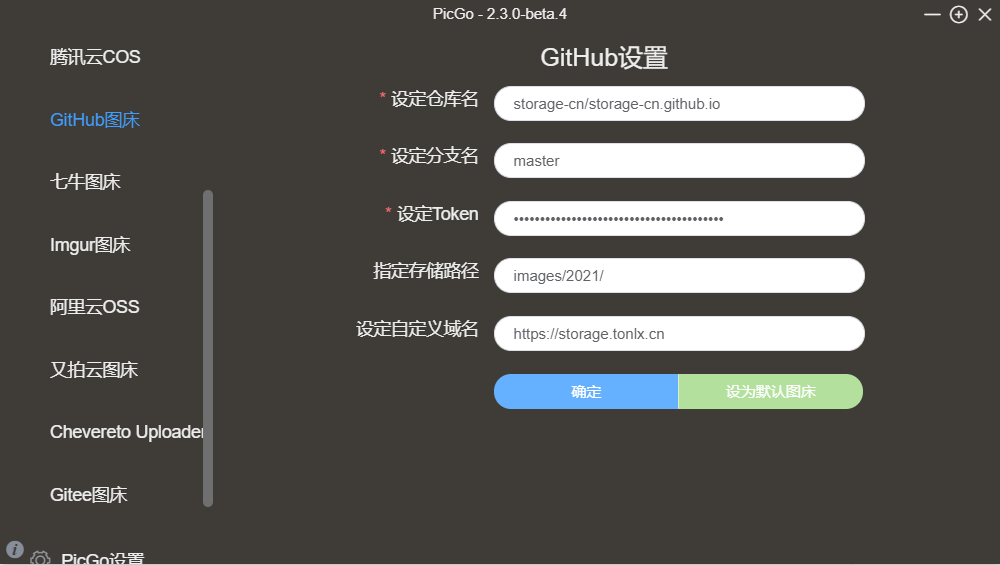 PicGo - 2.3.0-beta.4
腾讯云COS
GitHub图床
七牛图床
Imgur图床
阿里云OSS
又拍云图床
Chevereto Uploader
Gitee图床
PicGo设置
GitHub设置
* 设定仓库名
storage-cn/storage-cn.github.io
* 设定分支名
master
* 设定Token
••••••••••••••••••••••••••••••••••••••••
指定存储路径
images/2021/
设定自定义域名
https://storage.tonlx.cn
确定
设为默认图床